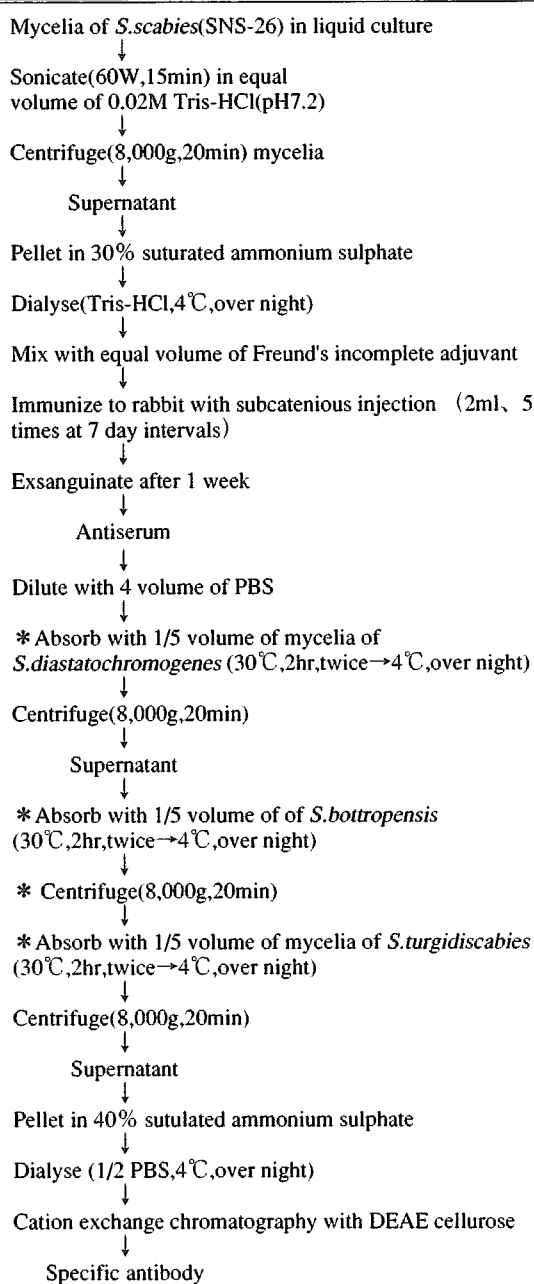 Mycelia of S.scabies(SNS-26) in liquid culture
↓
Sonicate(60W,15min) in equal
volume of 0.02M Tris-HCl(pH7.2)
↓
Centrifuge(8,000g,20min) mycelia
↓
Supernatant
↓
Pellet in 30% suturated ammonium sulphate
↓
Dialyse(Tris-HCl,4℃,over night)
↓
Mix with equal volume of Freund's incomplete adjuvant
↓
Immunize to rabbit with subcatenious injection （2ml、5
times at 7 day intervals）
↓
Exsanguinate after 1 week
↓
Antiserum
↓
Dilute with 4 volume of PBS
↓
＊Absorb with 1/5 volume of mycelia of
S.diastatochromogenes (30℃,2hr,twice→4℃,over night)
↓
Centrifuge(8,000g,20min)
↓
Supernatant
↓
＊Absorb with 1/5 volume of of S.bottropensis
(30℃,2hr,twice→4℃,over night)
↓
＊ Centrifuge(8,000g,20min)
↓
＊Absorb with 1/5 volume of mycelia of S.turgidiscabies
(30℃,2hr,twice→4℃,over night)
↓
Centrifuge(8,000g,20min)
↓
Supernatant
↓
Pellet in 40% sutulated ammonium sulphate
↓
Dialyse (1/2 PBS,4℃,over night)
↓
Cation exchange chromatography with DEAE cellurose
↓
Specific antibody